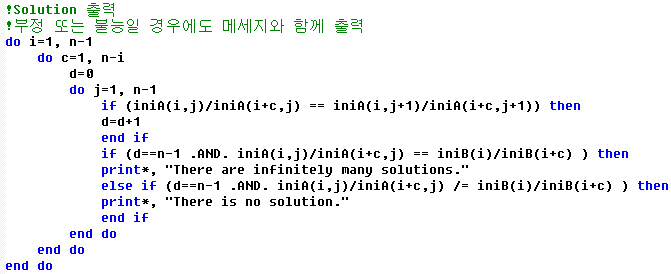 !Solution 출력
!부정 또는 불능일 경우에도 메세지와 함께 출력
do i=1, n-1
    do c=1, n-i
        d=0
        do j=1, n-1
            if (iniA(i,j)/iniA(i+c,j) == iniA(i,j+1)/iniA(i+c,j+1)) then
            d=d+1
            end if
            if (d==n-1 .AND. iniA(i,j)/iniA(i+c,j) == iniB(i)/iniB(i+c) ) then
            print*, "There are infinitely many solutions."
            else if (d==n-1 .AND. iniA(i,j)/iniA(i+c,j) /= iniB(i)/iniB(i+c) ) then
            print*, "There is no solution."
            end if
        end do
    end do
end do